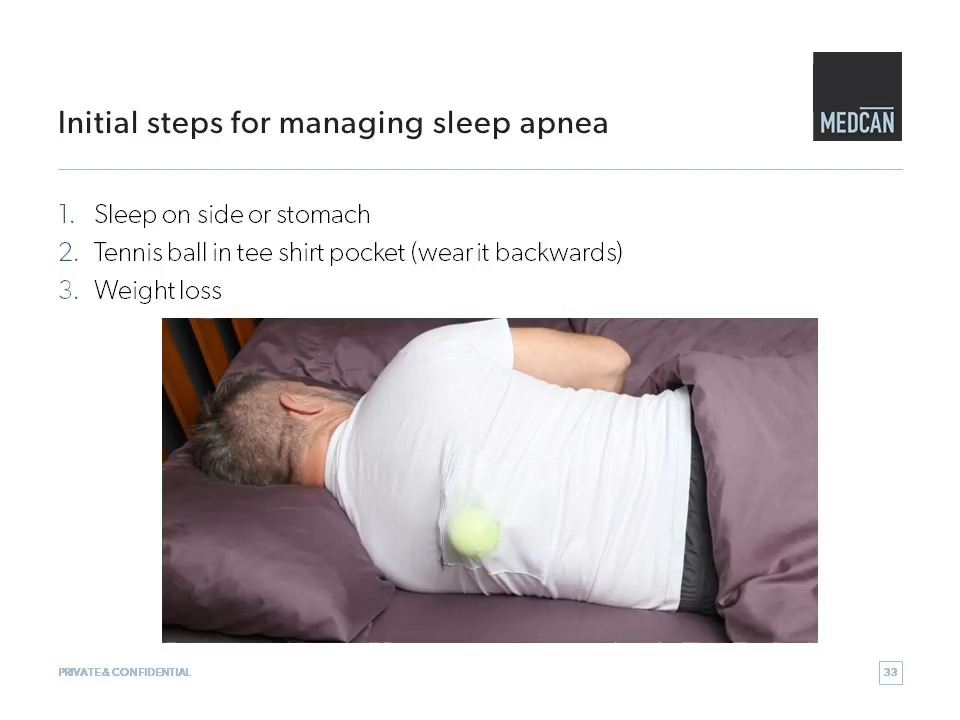 MEDCAN
Initial steps for managing sleep apnea
1. Sleep on side or stomach
2. Tennis ball in tee shirt pocket (wear it backwards)
3. Weight loss
PRIVATE & CONFIDENTIAL
33